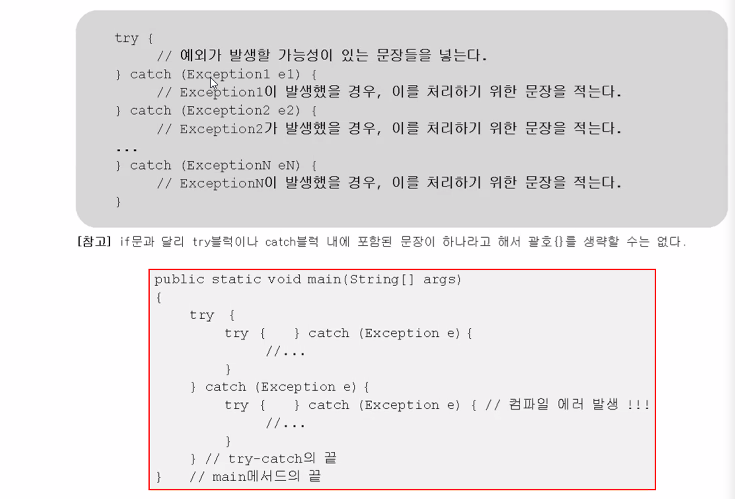 try {
// 예외가 발생할 가능성이 있는 문장들을 넣는다.
} catch (Exception1 e1) {
// Exception1이 발생했을 경우, 이를 처리하기 위한 문장을 적는다.
} catch (Exception2 e2) {
// Exception2가 발생했을 경우, 이를 처리하기 위한 문장을 적는다.
...
} catch (ExceptionN eN) {
// ExceptionN이 발생했을 경우, 이를 처리하기 위한 문장을 적는다.
}
[참고] if문과 달리 try블럭이나 catch블럭 내에 포함된 문장이 하나라고 해서 괄호{}를 생략할 수는 없다.
public static void main(String[] args)
{
try {
try { } catch (Exception e) {
//...
}
} catch (Exception e) {
try { } catch (Exception e) { // 컴파일 에러 발생 !!!
//...
}
} // try-catch의 끝
} // main메서드의 끝